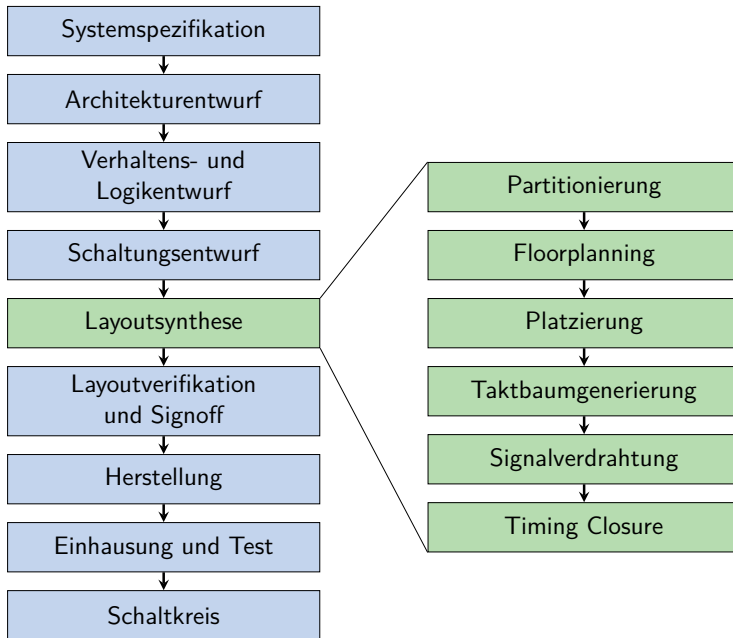 Systemspezifikation
Architekturentwurf
Verhaltens- und
Logikentwurf
Schaltungsentwurf
Layoutsynthese
Layoutverifikation
und Signoff
Herstellung
Einhausung und Test
Schaltkreis
Partitionierung
Floorplanning
Platzierung
Taktbaumgenerierung
Signalverdrahtung
Timing Closure